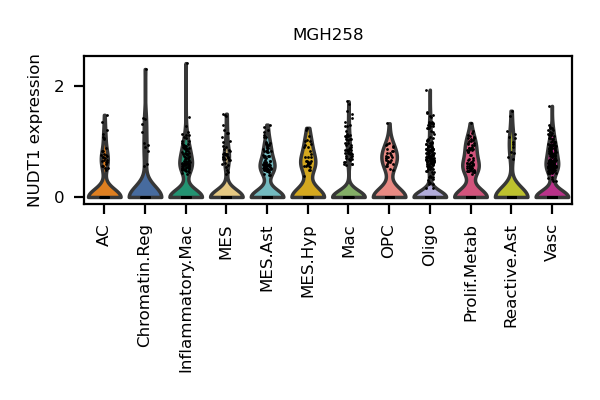 MGH258
NUDT1 expression
2
0
AC
Chromatin.Reg
Inflammatory.Mac
MES
MES.Ast
MES.Hyp
Mac
OPC
Oligo
Prolif.Metab
Reactive.Ast
Vasc